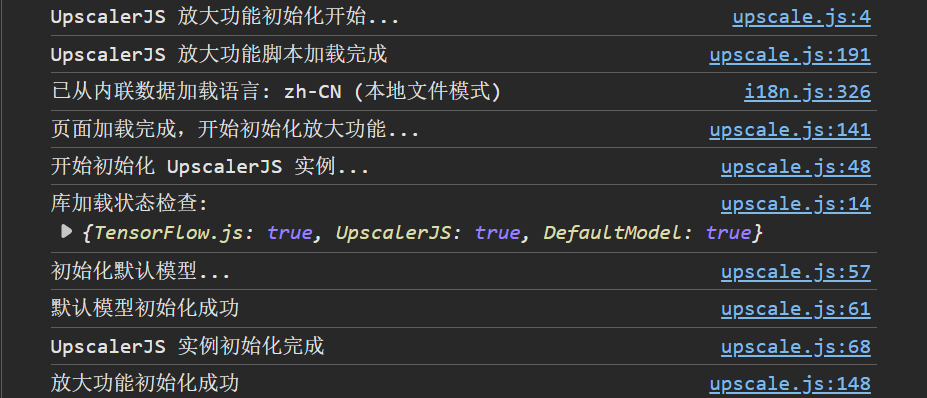 UpscalerJS 放大功能初始化开始... upscale.js:4
UpscalerJS 放大功能脚本加载完成 upscale.js:191
已从内联数据加载语言: zh-CN (本地文件模式) i18n.js:326
页面加载完成，开始初始化放大功能... upscale.js:141
开始初始化 UpscalerJS 实例... upscale.js:48
库加载状态检查: upscale.js:14
{TensorFlow.js: true, UpscalerJS: true, DefaultModel: true}
初始化默认模型... upscale.js:57
默认模型初始化成功 upscale.js:61
UpscalerJS 实例初始化完成 upscale.js:68
放大功能初始化成功 upscale.js:148